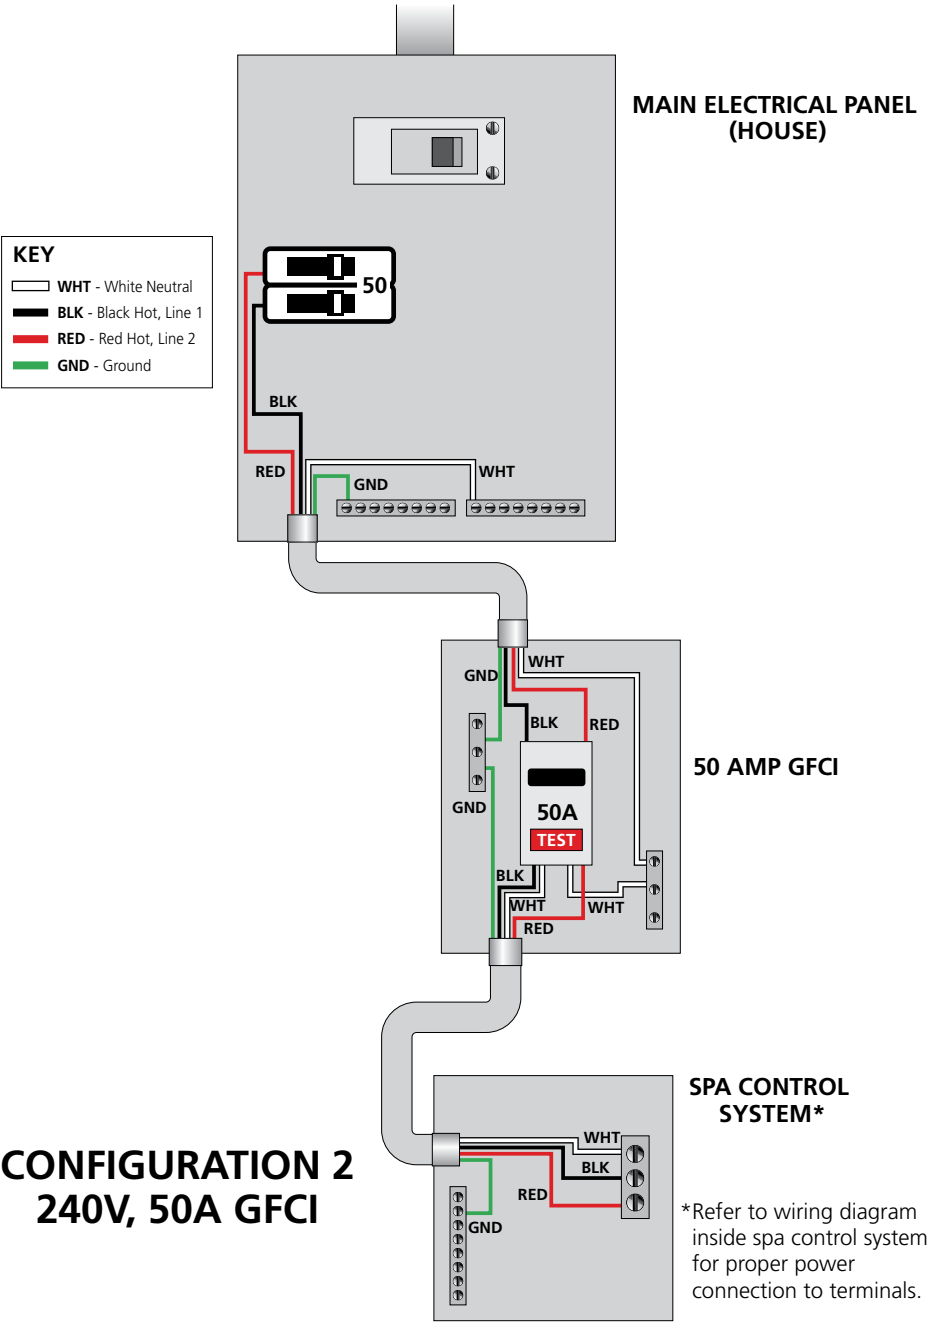 MAIN ELECTRICAL PANEL
(HOUSE)
50
KEY
WHT - White Neutral
BLK - Black Hot, Line 1
RED - Red Hot, Line 2
GND - Ground
BLK
RED
GND
WHT
WHT
GND
BLK
RED
50 AMP GFCI
GND
50A
TEST
BLK
WHT
WHT
RED
SPA CONTROL
SYSTEM*
WHT
BLK
RED
GND
CONFIGURATION 2
240V, 50A GFCI
*Refer to wiring diagram
inside spa control system
for proper power
connection to terminals.